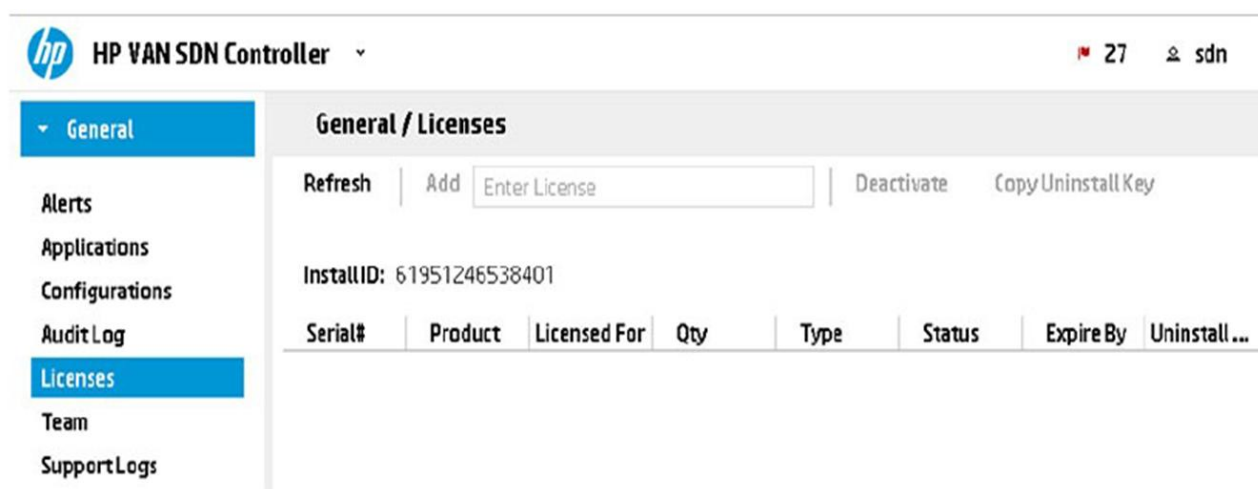 hp HP VAN SDN Controller 27 sdn
General
General / Licenses
Refresh Add Enter License Deactivate Copy Uninstall Key
Alerts
Applications
Configurations
Audit Log
Licenses
Team
Support Logs
Install ID: 61951246538401
Serial# Product Licensed For Qty Type Status Expire By Uninstall ...